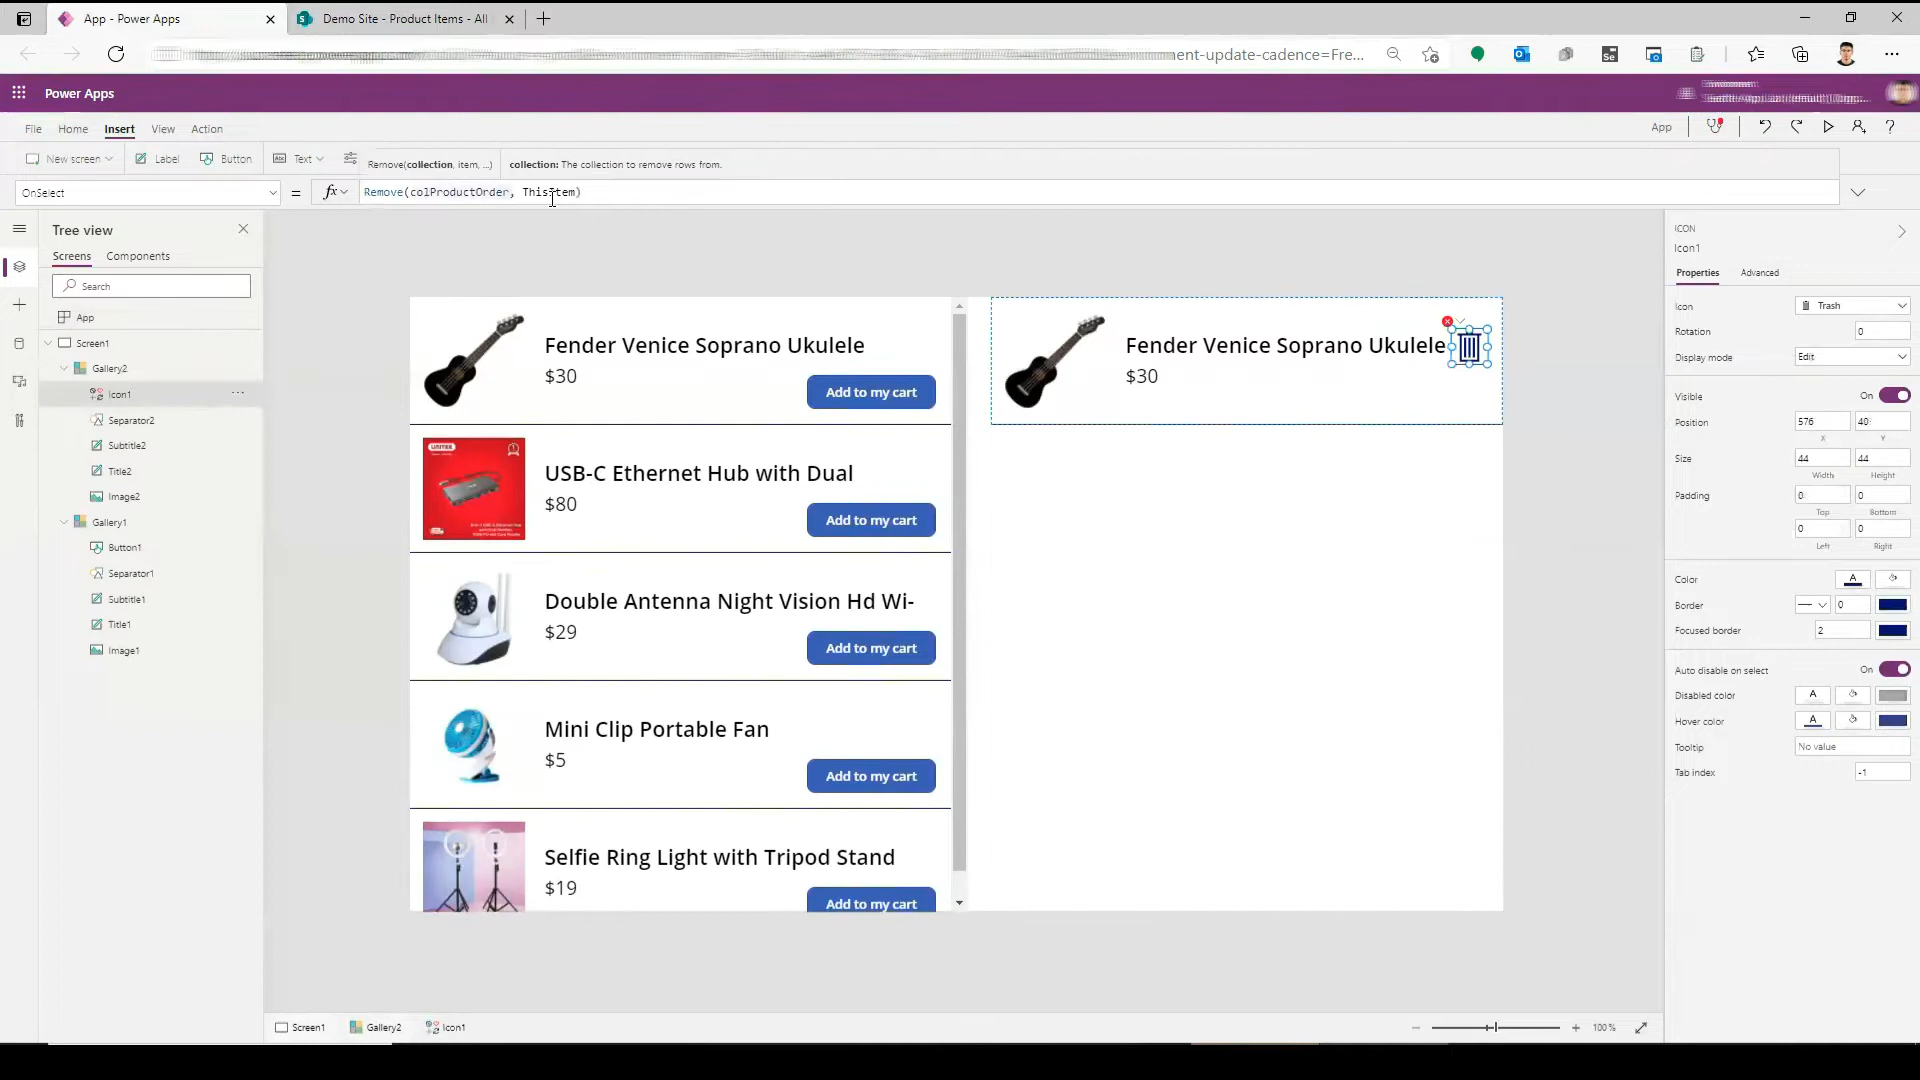 App - Power Apps
Demo Site - Product Items - All
nent-update-cadence=Fre...
Power Apps
File Home Insert View Action
App
New screen Label Button Text
Remove(collection, item, ...) collection: The collection to remove rows from.
OnSelect = fx Remove(colProductOrder, ThisItem)
Tree view
Screens Components
Search
App
Screen1
Gallery2
Icon1
Separator2
Subtitle2
Title2
Image2
Gallery1
Button1
Separator1
Subtitle1
Title1
Image1
Fender Venice Soprano Ukulele
$30
Add to my cart
UNITEK
USB-C Ethernet Hub with Dual
$80
Add to my cart
Double Antenna Night Vision Hd Wi-
$29
Add to my cart
Mini Clip Portable Fan
$5
Add to my cart
Selfie Ring Light with Tripod Stand
$19
Add to my cart
Fender Venice Soprano Ukulele
$30
ICON
Icon1
Properties Advanced
Icon Trash
Rotation 0
Display mode Edit
Visible On
Position 576 40
X Y
Size 44 44
Width Height
Padding 0 0
Top Bottom
0 0
Left Right
Color
Border 0
Focused border 2
Auto disable on select On
Disabled color
Hover color
Tooltip No value
Tab index -1
Screen1 Gallery2 Icon1
100 %